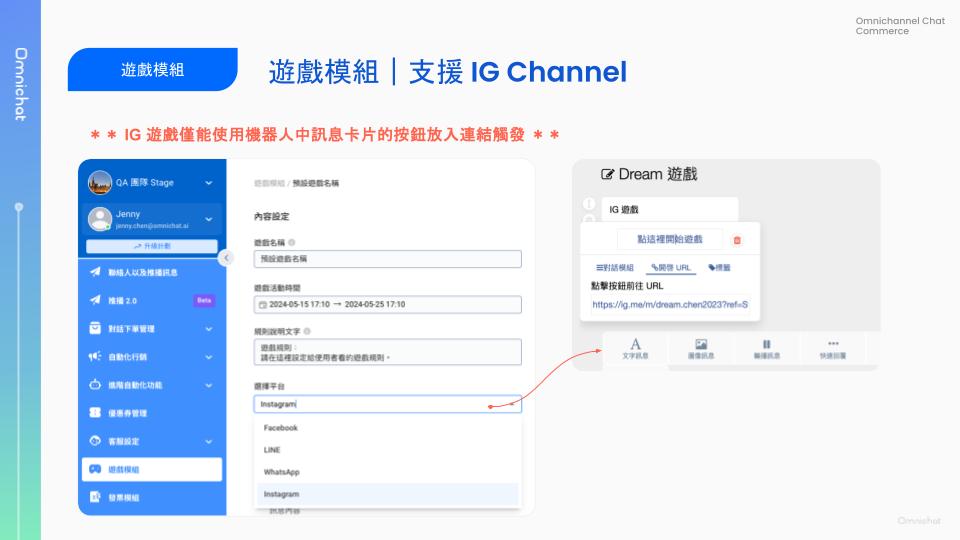 Omnichannel Chat
Commerce
Omnichat
遊戲模組
遊戲模組｜支援 IG Channel
＊＊ IG 遊戲僅能使用機器人中訊息卡片的按鈕放入連結觸發 ＊＊
QA 團隊 Stage
Jenny
jenny.chen@omnichat.ai
升級計劃
聯絡人以及推播訊息
推播 2.0
Beta
對話下單管理
自動化行銷
進階自動化功能
優惠券管理
客服設定
遊戲模組
發票模組
遊戲模組 / 預設遊戲名稱
內容設定
遊戲名稱
預設遊戲名稱
遊戲活動時間
2024-05-15 17:10 → 2024-05-25 17:10
規則說明文字
遊戲規則：
請在這裡設定給使用者看的遊戲規則。
選擇平台
Instagram
Facebook
LINE
WhatsApp
Instagram
訊息內容
Dream 遊戲
IG 遊戲
點這裡開始遊戲
對話模組
開啓 URL
標籤
點擊按鈕前往 URL
https://ig.me/m/dream.chen2023?ref=S
文字訊息
圖像訊息
輪播訊息
快速回覆
Omnichat